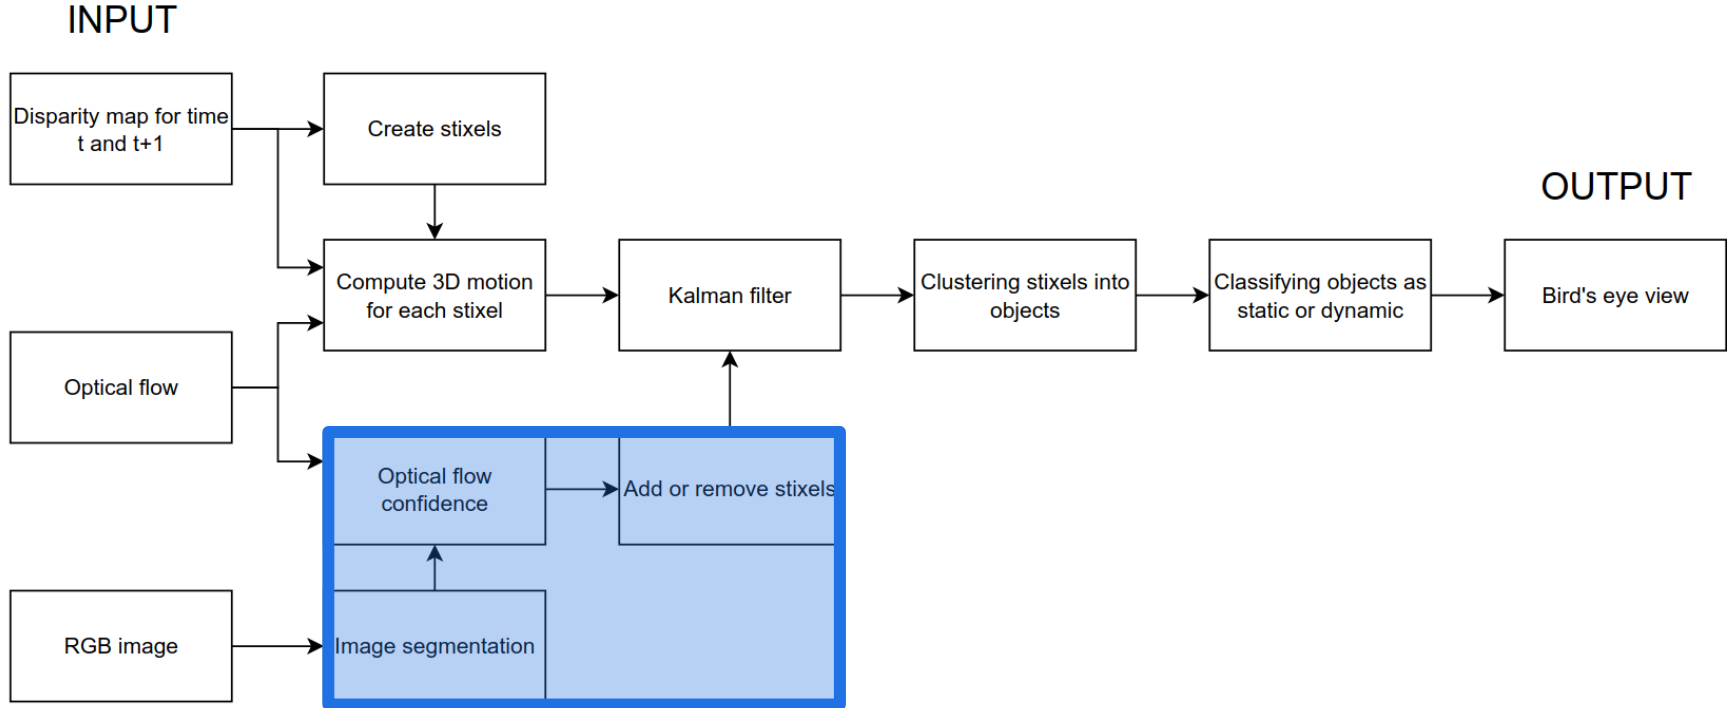 INPUT
Disparity map for time
t and t+1
Create stixels
OUTPUT
Compute 3D motion
for each stixel
Kalman filter
Clustering stixels into
objects
Classifying objects as
static or dynamic
Bird's eye view
Optical flow
Optical flow
confidence
Add or remove stixels
RGB image
Image segmentation